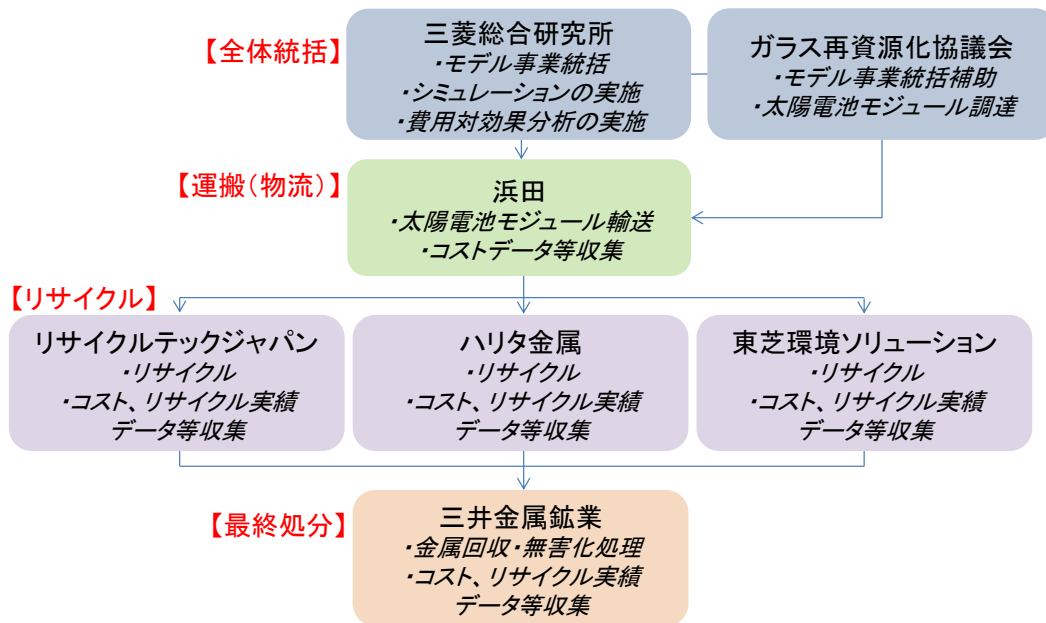 【全体統括】
三菱総合研究所
・モデル事業統括
・シミュレーションの実施
・費用対効果分析の実施
ガラス再資源化協議会
・モデル事業統括補助
・太陽電池モジュール調達
【運搬(物流)】
浜田
・太陽電池モジュール輸送
・コストデータ等収集
【リサイクル】
リサイクルテックジャパン
・リサイクル
・コスト、リサイクル実績
データ等収集
ハリタ金属
・リサイクル
・コスト、リサイクル実績
データ等収集
東芝環境ソリューション
・リサイクル
・コスト、リサイクル実績
データ等収集
【最終処分】
三井金属鉱業
・金属回収・無害化処理
・コスト、リサイクル実績
データ等収集